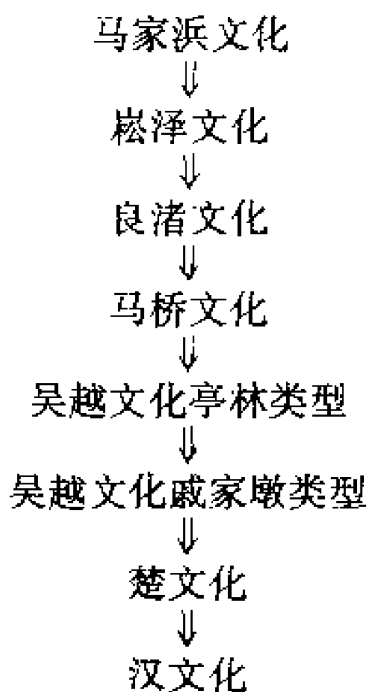 马家浜文化
⇓
崧泽文化
⇓
良渚文化
⇓
马桥文化
⇓
吴越文化亭林类型
⇓
吴越文化戚家墩类型
⇓
楚文化
⇓
汉文化